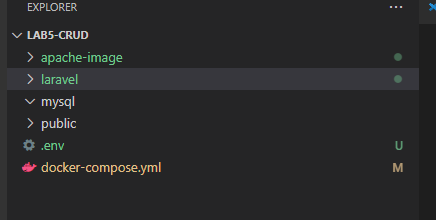 EXPLORER ...
LAB5-CRUD
apache-image
laravel
mysql
public
.env U
docker-compose.yml M